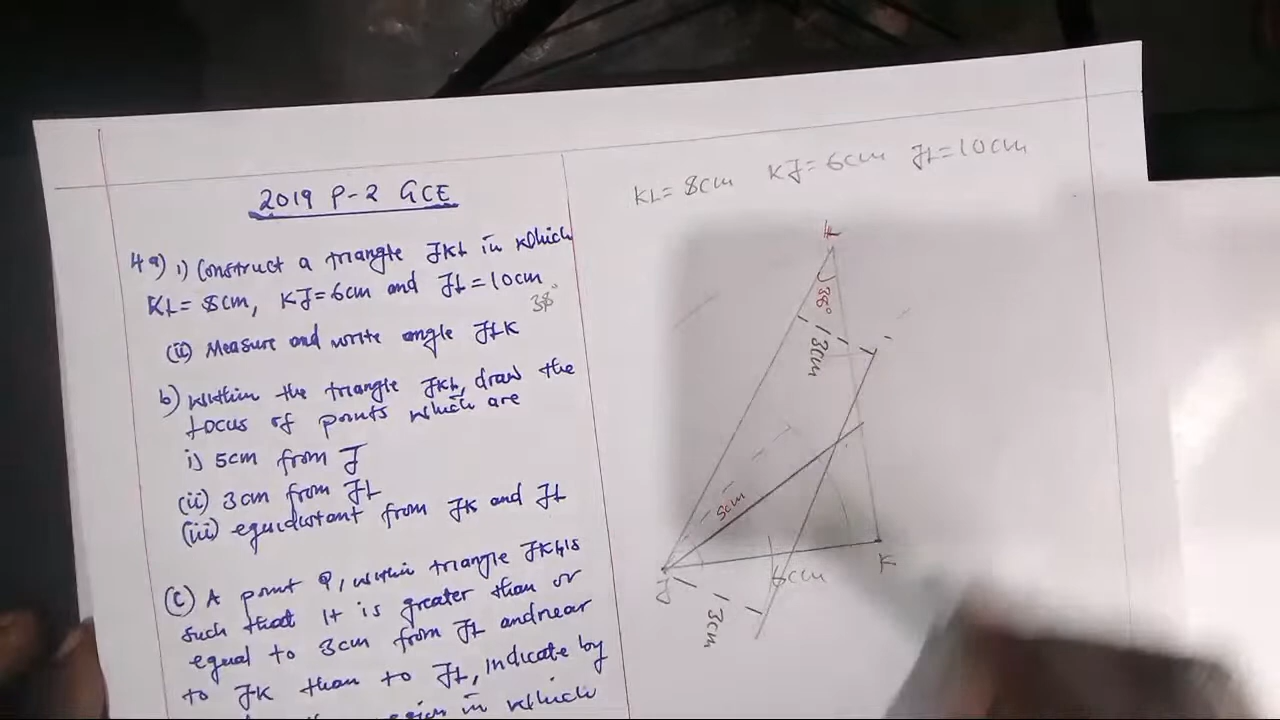 2019 P-2 GCE
4a) i) Construct a triangle JKL in which
KL = 8cm, KJ = 6cm and JL = 10cm
38°
(ii) Measure and write angle JLK
b) within the triangle JKL, draw the
locus of points which are
i) 5cm from J
(ii) 3cm from JL
(iii) equidistant from JK and JL
(c) A point P, within triangle JKL is
such that it is greater than or
equal to 3cm from JL and near
to JK than to JL, indicate by
region in which
KL = 8cm KJ = 6cm JL = 10cm
L
38°
3cm
5cm
J
6cm
K
3cm